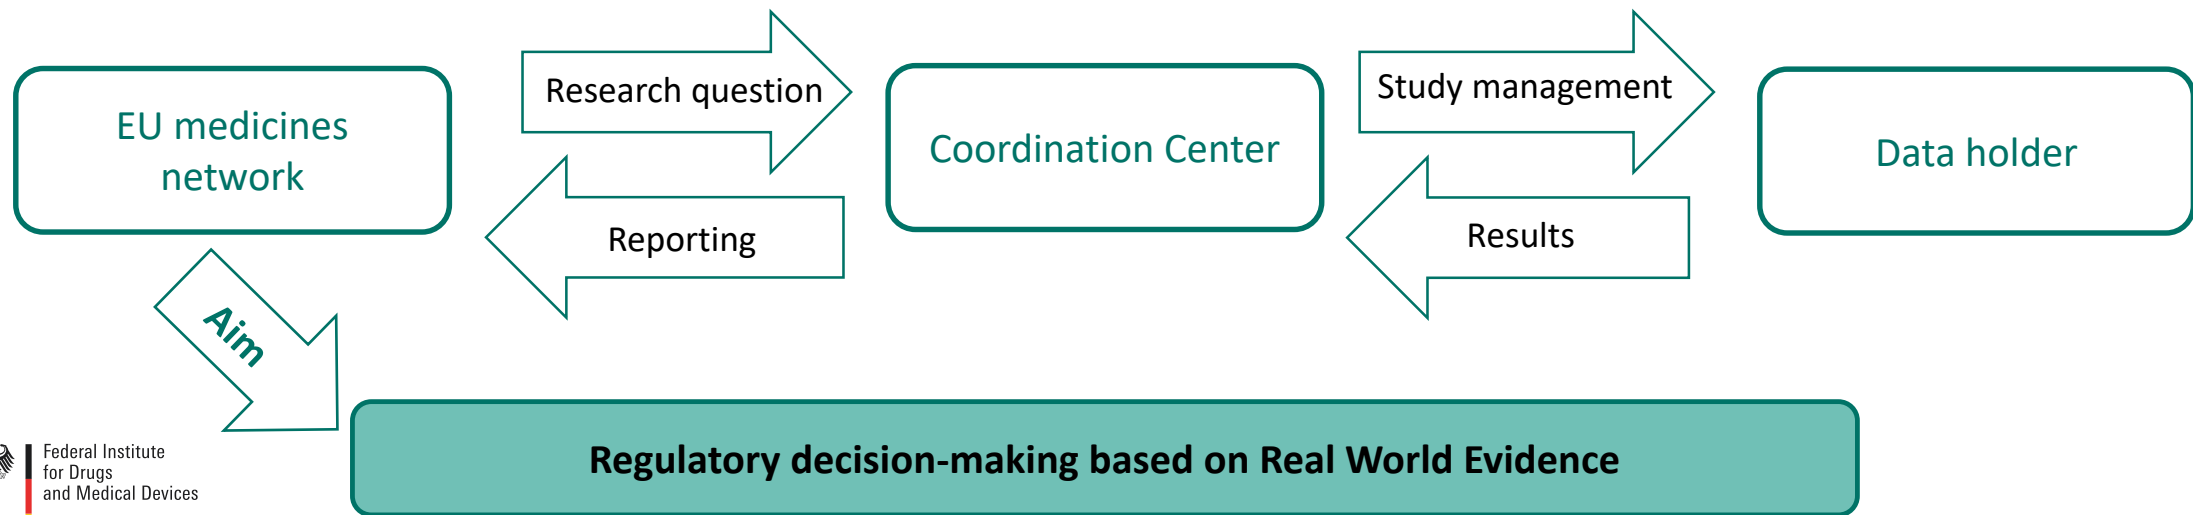 Research question
Study management
EU medicines
network
Coordination Center
Data holder
Reporting
Results
Aim
Regulatory decision-making based on Real World Evidence
Federal Institute
for Drugs
and Medical Devices